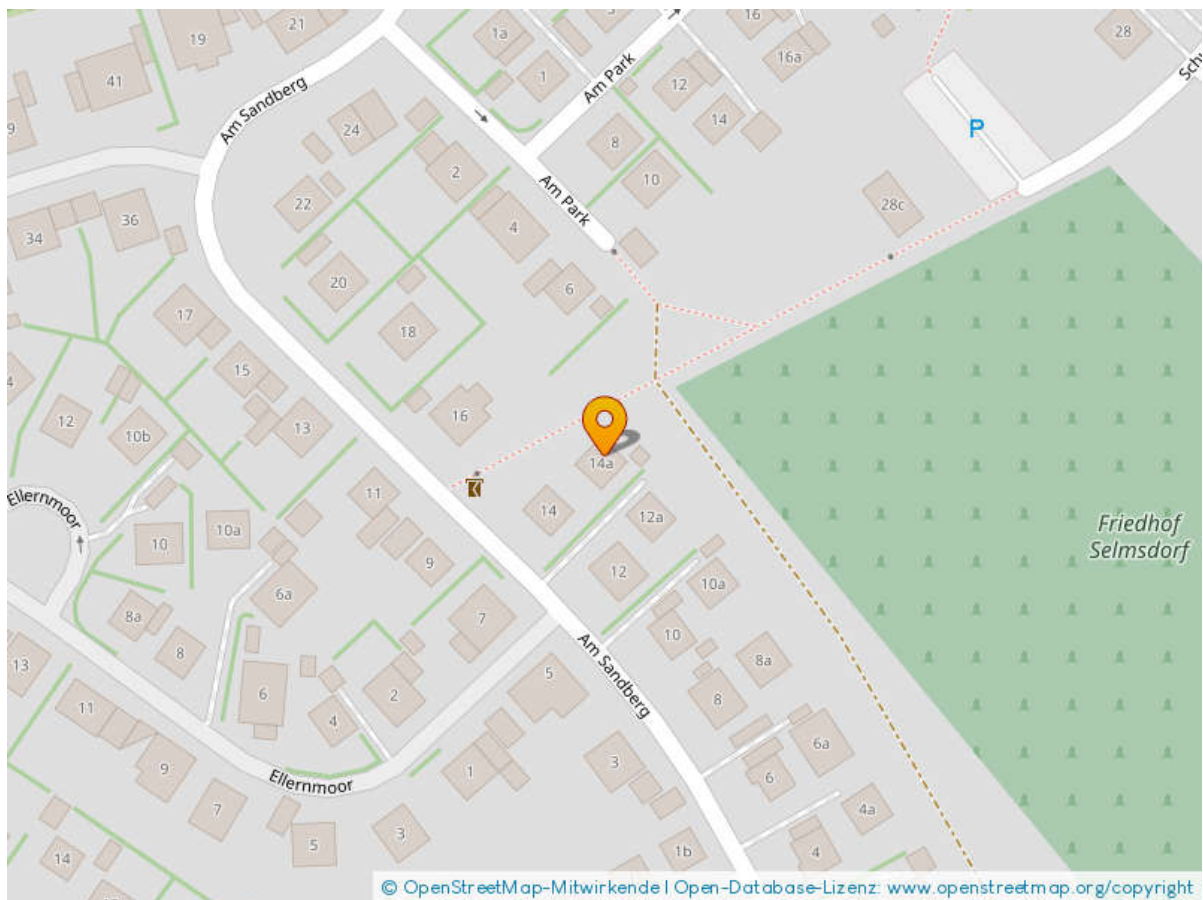 19
21
1a
3
16
28
41
1
12
16a
Am Sandberg
Am Park
Schw
9
24
8
14
P
2
Am Park
10
22
28c
36
4
34
20
6
17
18
15
16
12
10b
13
14a
11
14
12a
Ellernmoor
10
10a
9
12
10a
Friedhof
Selmsdorf
6a
8a
7
10
8
8a
13
6
2
5
Am Sandberg
8
11
4
6a
9
1
3
6
Ellernmoor
7
4a
5
3
14
1b
4
© OpenStreetMap-Mitwirkende | Open-Database-Lizenz: www.openstreetmap.org/copyright